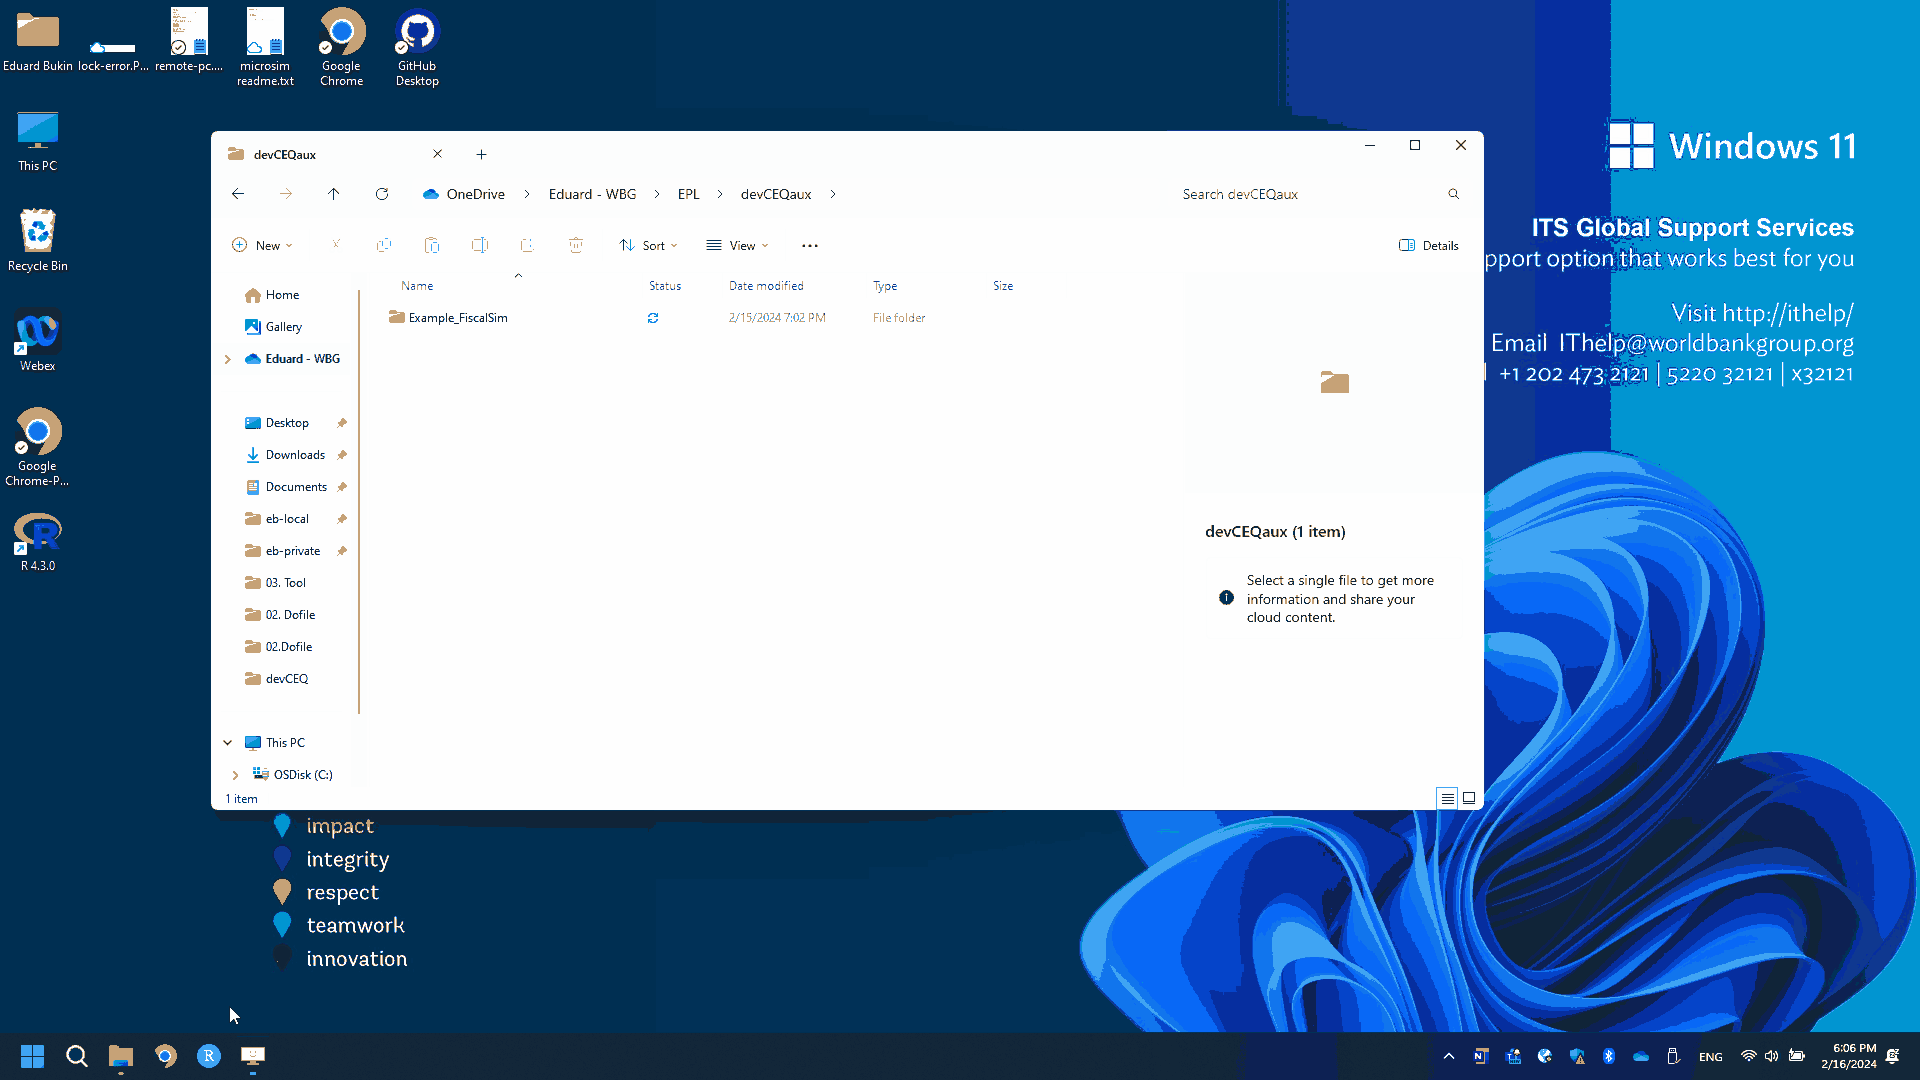 Eduard Bukin
lock-error.P...
remote-pc....
microsim
readme.txt
Google
Chrome
GitHub
Desktop
This PC
Recycle Bin
Webex
Google
Chrome-P...
R 4.3.0
devCEQaux
OneDrive
Eduard - WBG
EPL
devCEQaux
Search devCEQaux
New
Sort
View
Details
Name
Status
Date modified
Type
Size
Example_FiscalSim
2/15/2024 7:02 PM
File folder
Home
Gallery
Eduard - WBG
Desktop
Downloads
Documents
eb-local
eb-private
03. Tool
02. Dofile
02.Dofile
devCEQ
This PC
OSDisk (C:)
1 item
devCEQaux (1 item)
Select a single file to get more
information and share your
cloud content.
Windows 11
ITS Global Support Services
pport option that works best for you
Visit http://ithelp/
Email IThelp@worldbankgroup.org
+1 202 473 2121 | 5220 32121 | x32121
impact
integrity
respect
teamwork
innovation
R
ENG
6:06 PM
2/16/2024